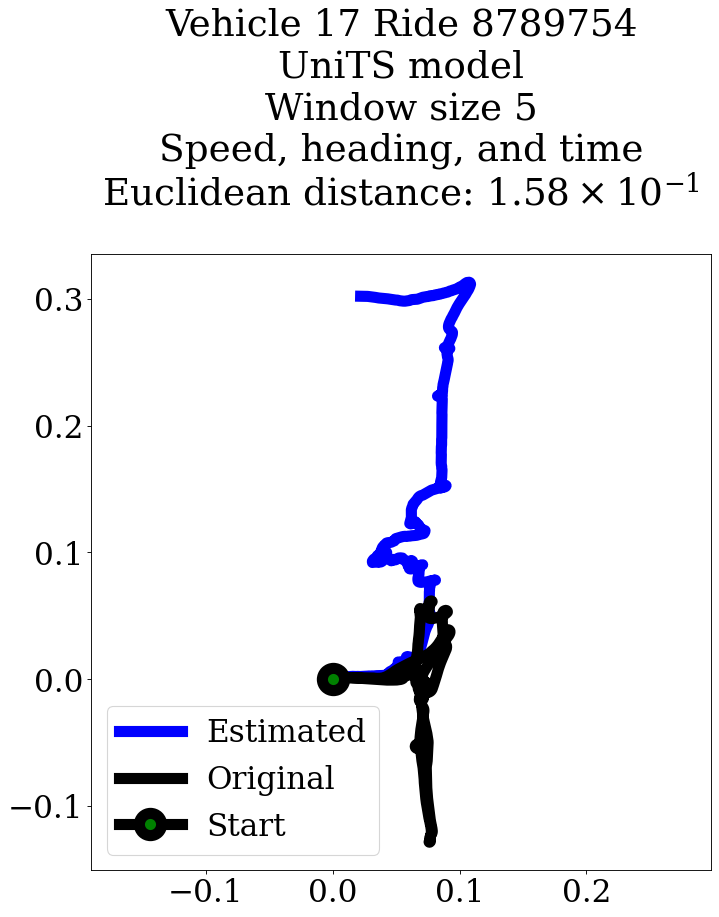 Vehicle 17 Ride 8789754
UniTS model
Window size 5
Speed, heading, and time
Euclidean distance: 1.58 × 10⁻¹
0.3
0.2
0.1
0.0
−0.1
Estimated
Original
Start
−0.1 0.0 0.1 0.2